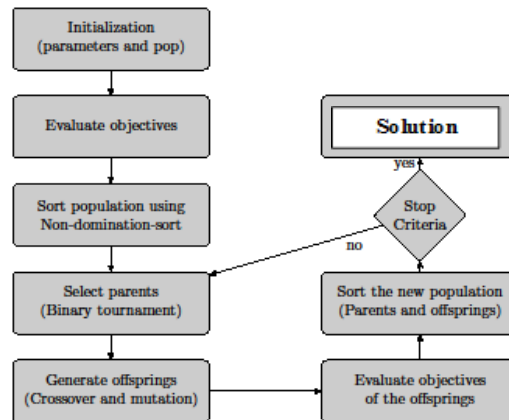 Initialization
(parameters and pop)
Evaluate objectives
Sort population using
Non-domination-sort
Select parents
(Binary tournament)
Generate offsprings
(Crossover and mutation)
Evaluate objectives
of the offsprings
Sort the new population
(Parents and offsprings)
Stop
Criteria
no
yes
Solution